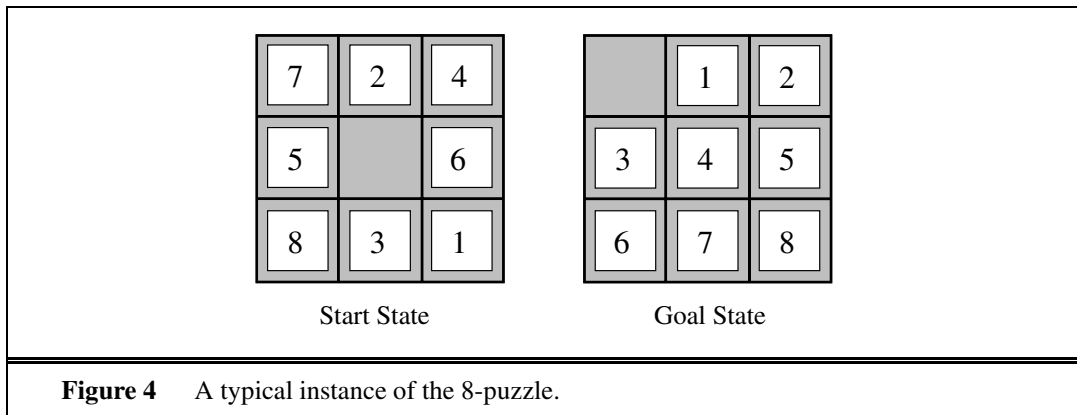 7 2 4 1 2
5 6 3 4 5
8 3 1 6 7 8
Start State Goal State
Figure 4 A typical instance of the 8-puzzle.